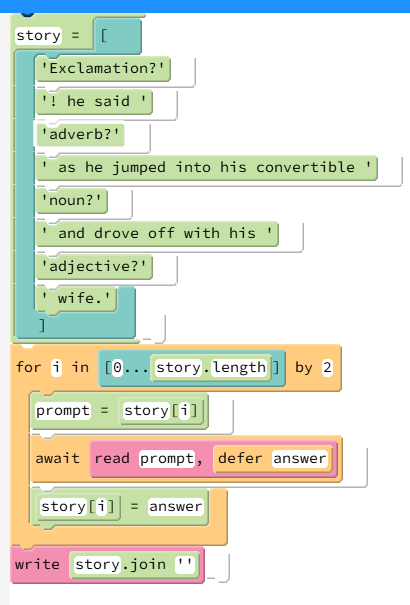 story = [
'Exclamation?'
'! he said '
'adverb?'
' as he jumped into his convertible '
'noun?'
' and drove off with his '
'adjective?'
' wife.'
]
for i in [0...story.length] by 2
prompt = story[i]
await read prompt, defer answer
story[i] = answer
write story.join ''